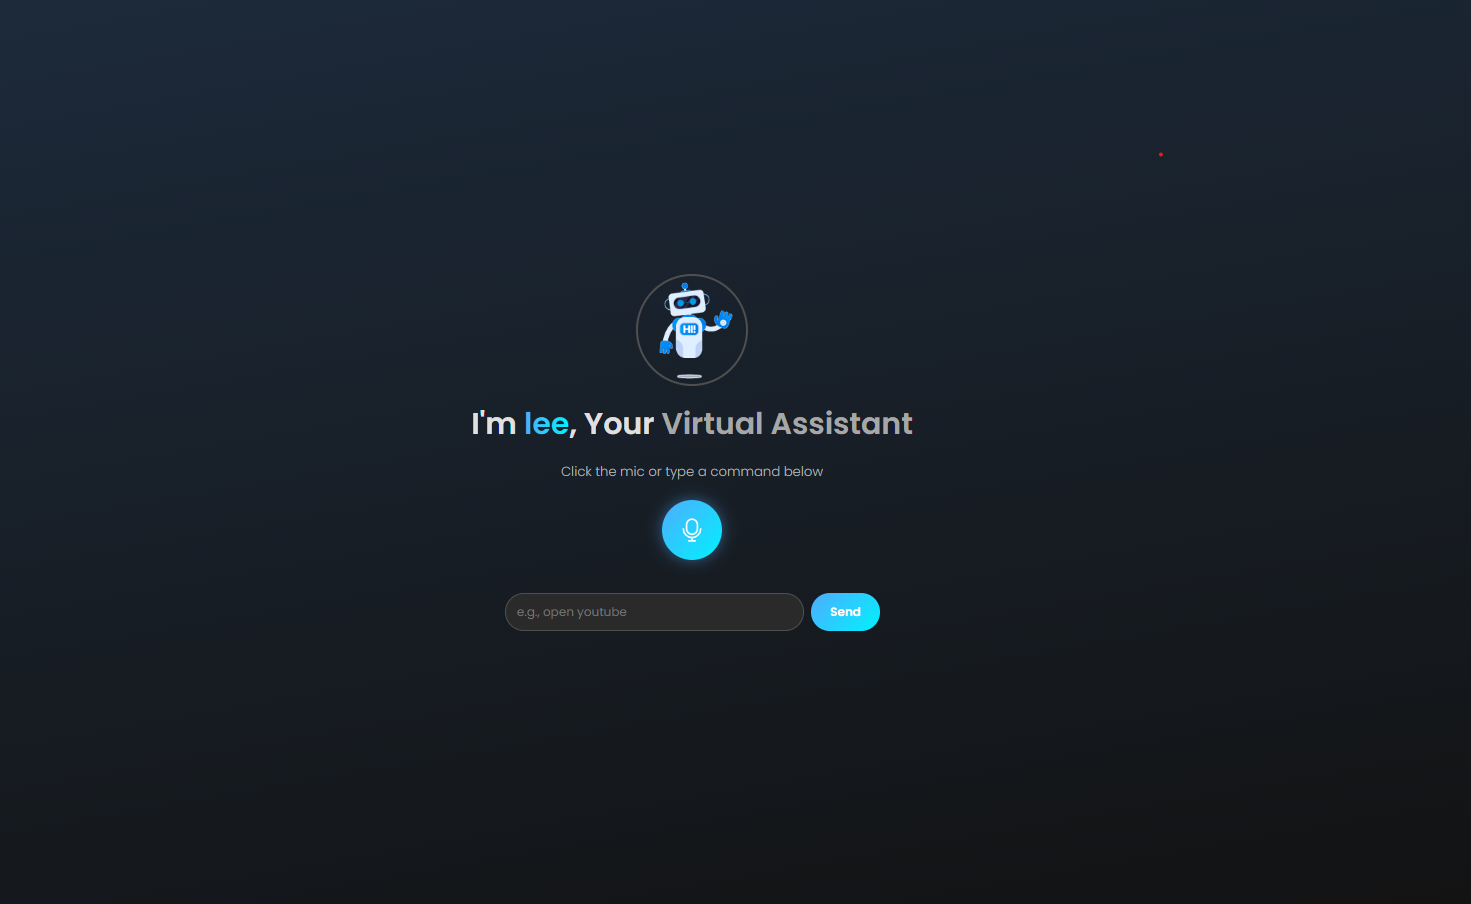 HI!
I'm lee, Your Virtual Assistant
Click the mic or type a command below
e.g., open youtube
Send